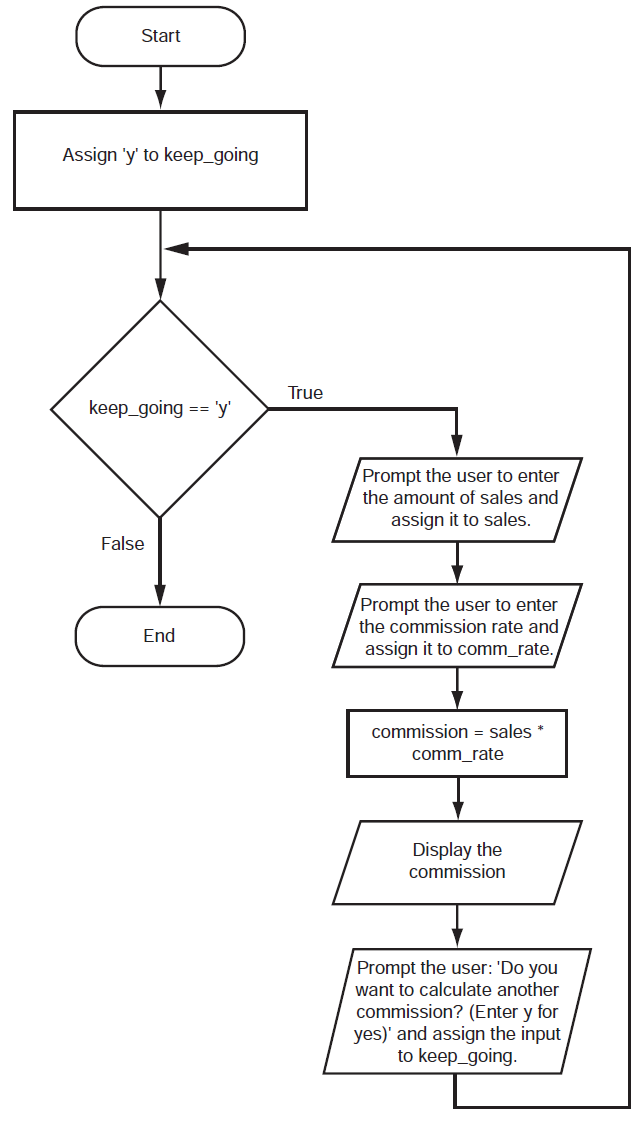 Start
Assign 'y' to keep_going
keep_going == 'y'
True
False
End
Prompt the user to enter
the amount of sales and
assign it to sales.
Prompt the user to enter
the commission rate and
assign it to comm_rate.
commission = sales *
comm_rate
Display the
commission
Prompt the user: 'Do you
want to calculate another
commission? (Enter y for
yes)' and assign the input
to keep_going.